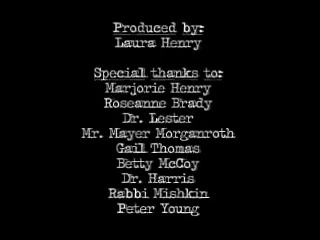 Produced by:
Laura Henry
Special thanks to:
Marjorie Henry
Roseanne Brady
Dr. Lester
Mr. Mayer Morganroth
Gail Thomas
Betty McCoy
Dr. Harris
Rabbi Mishkin
Peter Young